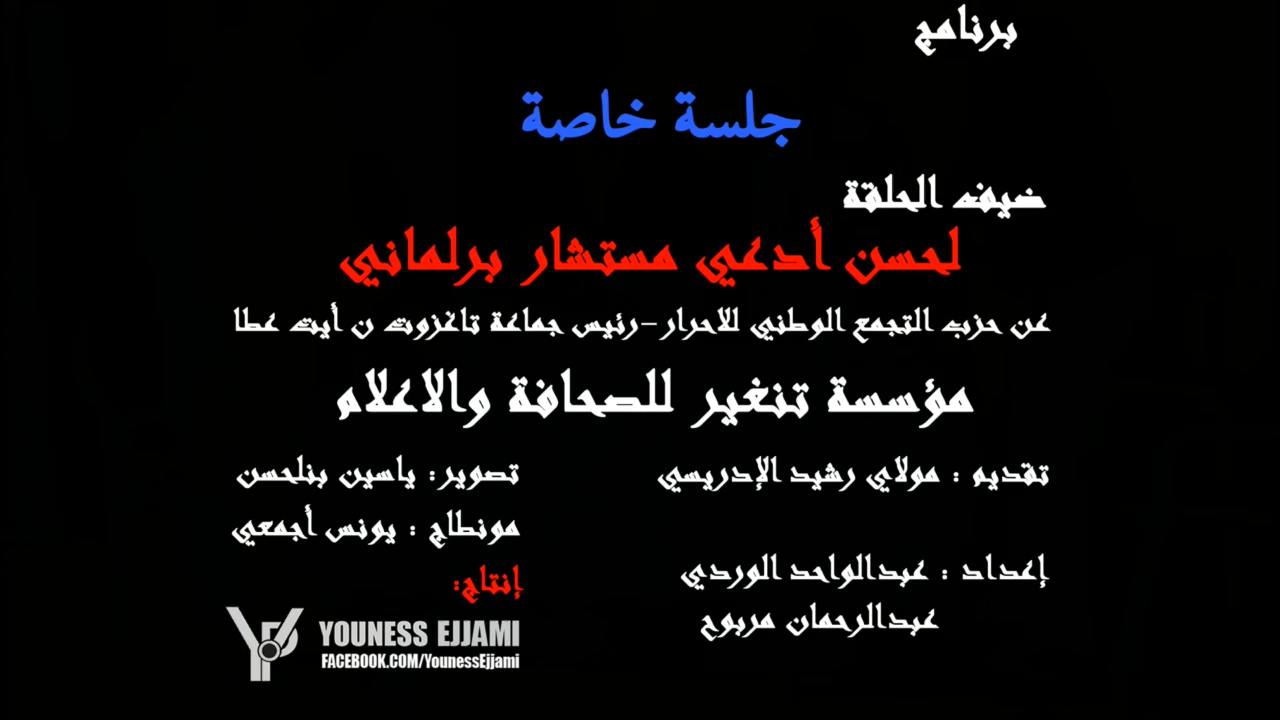 برنامج
جلسة خاصة
ضيف الحلقة
لحسن أدعي مستشار برلماني
عن حزب التجمع الوطني للاحرار-رئيس جماعة تاغزوت ن أيت عطا
مؤسسة تنغير للصحافة والاعلام
تقديم : مولاي رشيد الإدريسي
إعداد : عبدالواحد الوردي
عبدالرحمان مربوح
تصوير: ياسين بناحسن
مونطاج : يونس أجمعي
إنتاج:
YOUNESS EJJAMI
FACEBOOK.COM/YounessEjjami